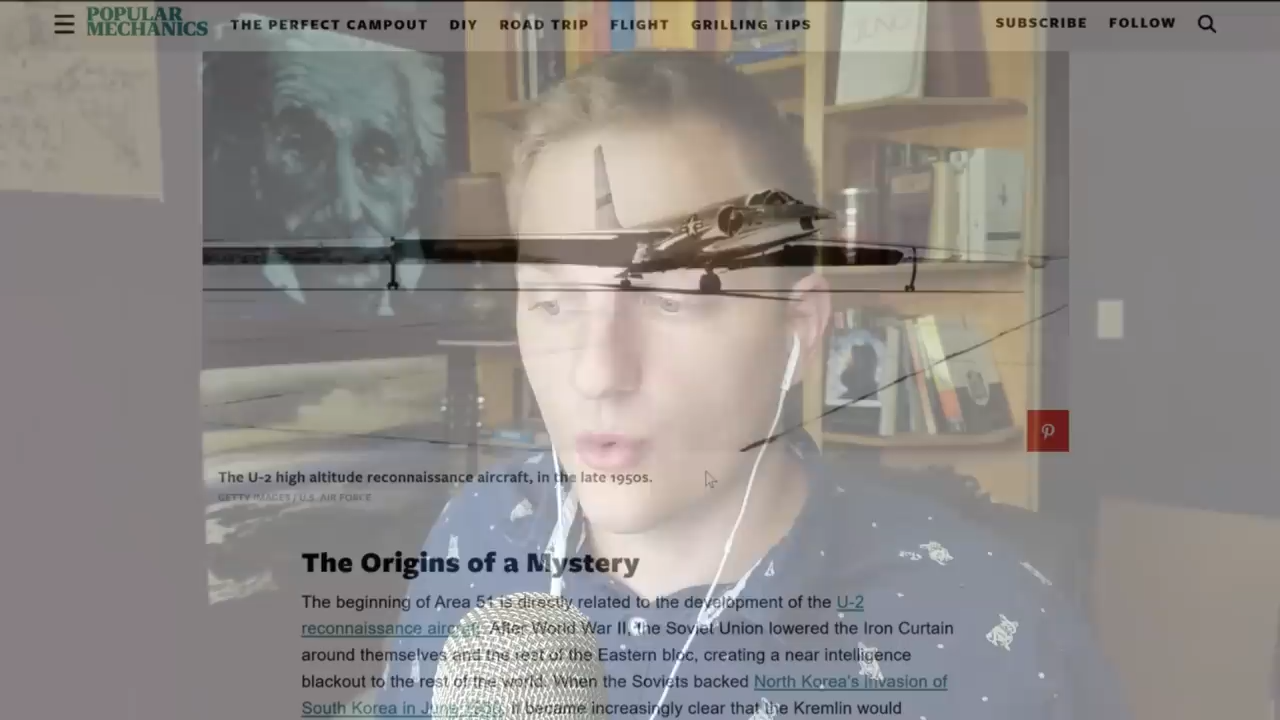 POPULAR
MECHANICS
THE PERFECT CAMPOUT DIY ROAD TRIP FLIGHT GRILLING TIPS
SUBSCRIBE FOLLOW
The U-2 high altitude reconnaissance aircraft, in the late 1950s.
GETTY IMAGES / U.S. AIR FORCE
The Origins of a Mystery
The beginning of Area 51 is directly related to the development of the U-2
reconnaissance aircraft. After World War II, the Soviet Union lowered the Iron Curtain
around themselves and the rest of the Eastern bloc, creating a near intelligence
blackout to the rest of the world. When the Soviets backed North Korea's invasion of
South Korea in June 1950, it became increasingly clear that the Kremlin would